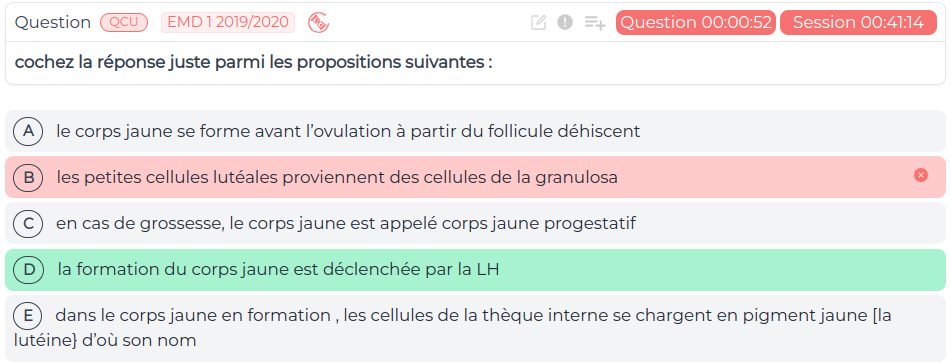 Question QCU EMD 1 2019/2020 Question 00:00:52 Session 00:41:14
cochez la réponse juste parmi les propositions suivantes :
A le corps jaune se forme avant l’ovulation à partir du follicule déhiscent
B les petites cellules lutéales proviennent des cellules de la granulosa
C en cas de grossesse, le corps jaune est appelé corps jaune progestatif
D la formation du corps jaune est déclenchée par la LH
E dans le corps jaune en formation , les cellules de la thèque interne se chargent en pigment jaune [la
lutéine} d’où son nom